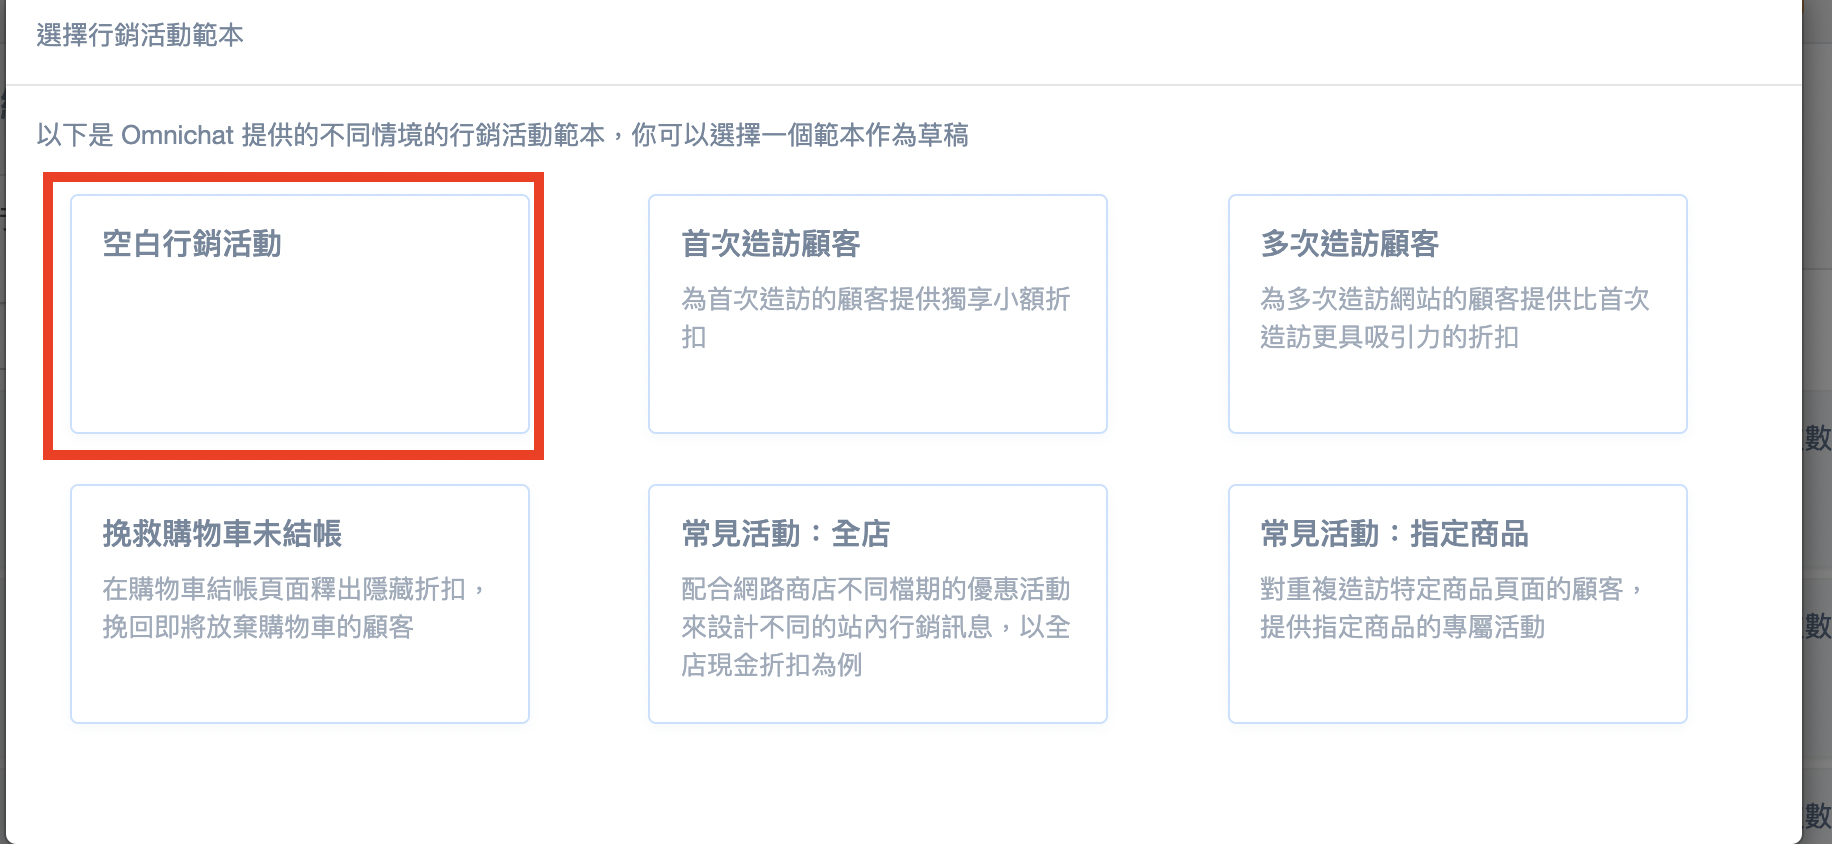 選擇行銷活動範本
以下是 Omnichat 提供的不同情境的行銷活動範本，你可以選擇一個範本作為草稿
空白行銷活動
首次造訪顧客
為首次造訪的顧客提供獨享小額折
扣
多次造訪顧客
為多次造訪網站的顧客提供比首次
造訪更具吸引力的折扣
挽救購物車未結帳
在購物車結帳頁面釋出隱藏折扣，
挽回即將放棄購物車的顧客
常見活動：全店
配合網路商店不同檔期的優惠活動
來設計不同的站內行銷訊息，以全
店現金折扣為例
常見活動：指定商品
對重複造訪特定商品頁面的顧客，
提供指定商品的專屬活動
數
數
數